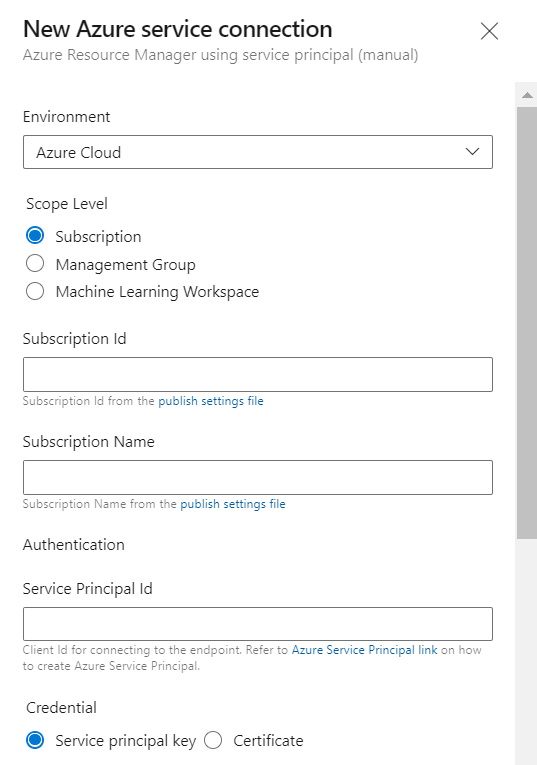 New Azure service connection
Azure Resource Manager using service principal (manual)
Environment
Azure Cloud
Scope Level
Subscription
Management Group
Machine Learning Workspace
Subscription Id
Subscription Id from the publish settings file
Subscription Name
Subscription Name from the publish settings file
Authentication
Service Principal Id
Client Id for connecting to the endpoint. Refer to Azure Service Principal link on how
to create Azure Service Principal.
Credential
Service principal key Certificate